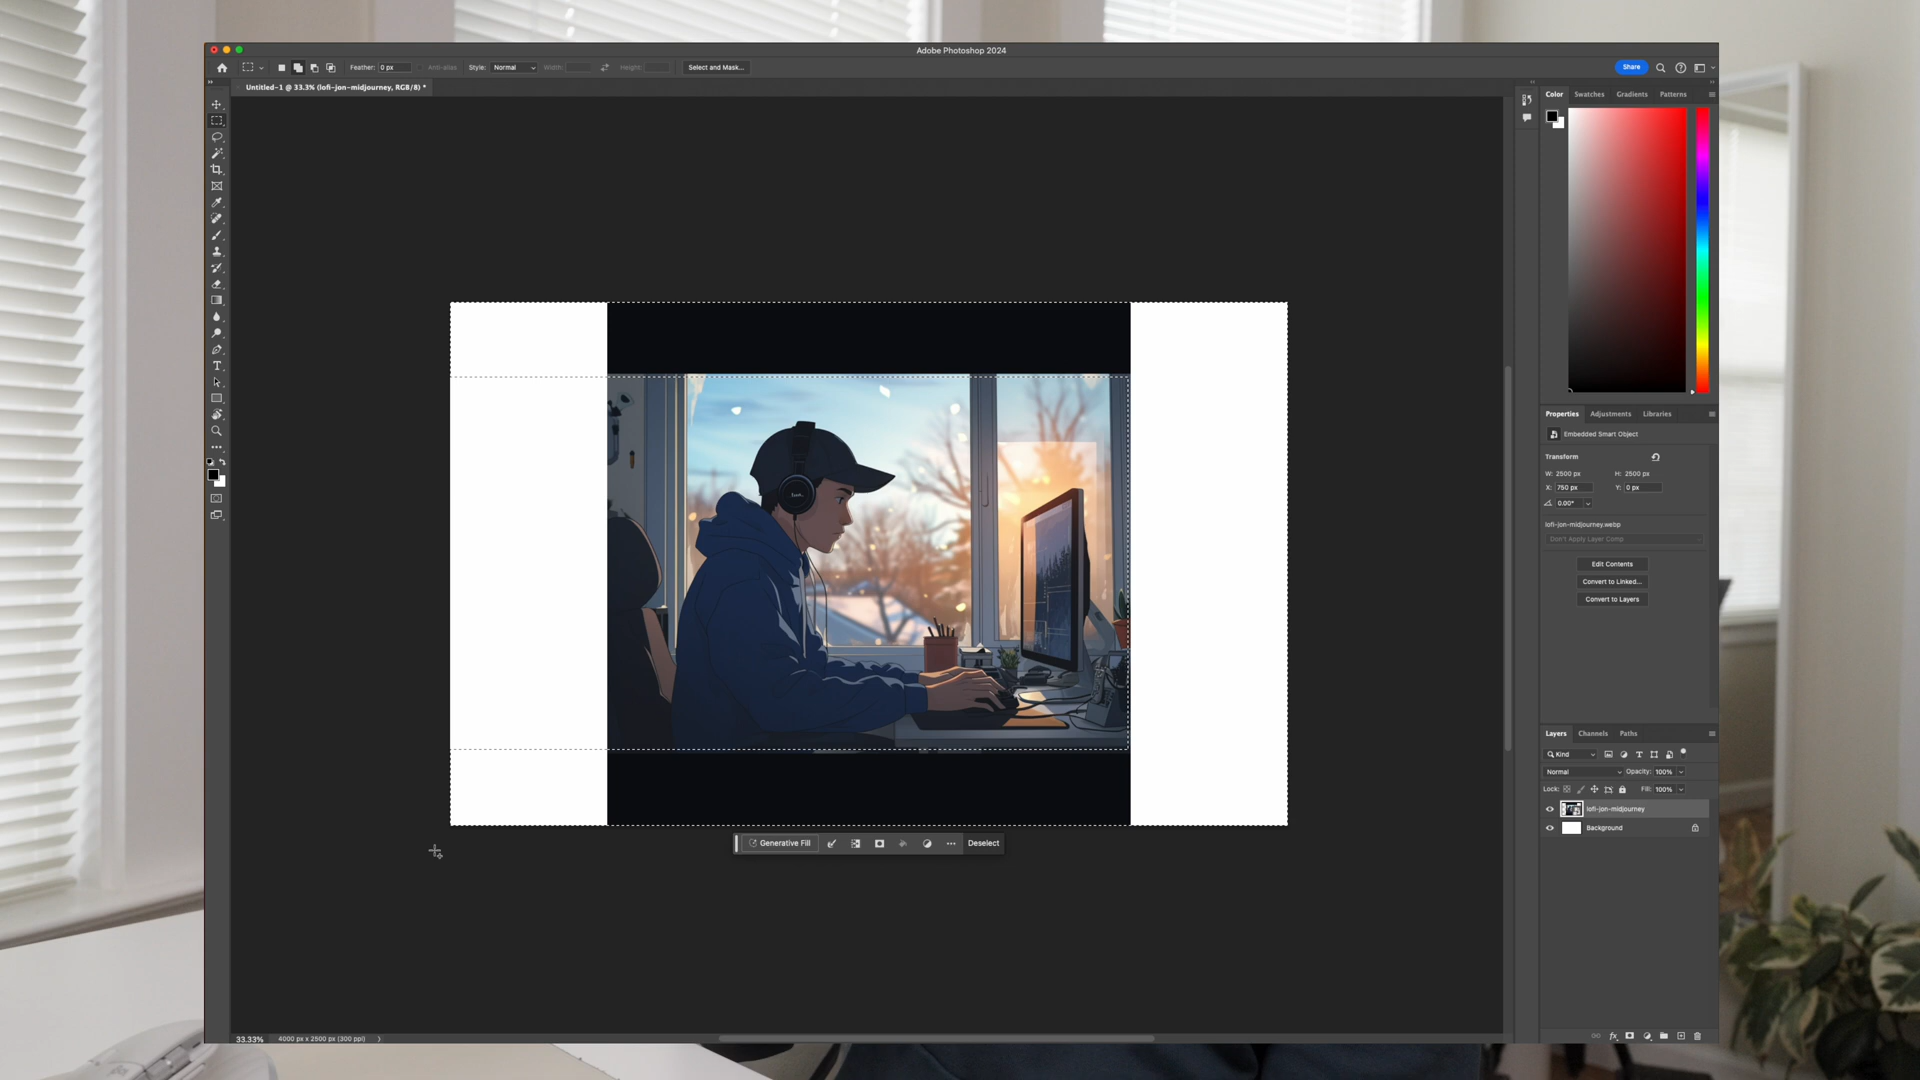 Adobe Photoshop 2024
Feather: 0 px Anti-alias Style: Normal Width: Height: Select and Mask... Share
Untitled-1 @ 33.3% (lofi-jon-midjourney, RGB/8) *
Color Swatches Gradients Patterns
Properties Adjustments Libraries
Embedded Smart Object
Transform
W: 2500 px H: 2500 px
X: 750 px Y: 0 px
0.00°
lofi-jon-midjourney.webp
Don't Apply Layer Comp
Edit Contents
Convert to Linked...
Convert to Layers
Layers Channels Paths
Kind
Normal Opacity: 100%
Lock: Fill: 100%
lofi-jon-midjourney
Background
Generative Fill Deselect
33.33% 4000 px x 2500 px (300 ppi)